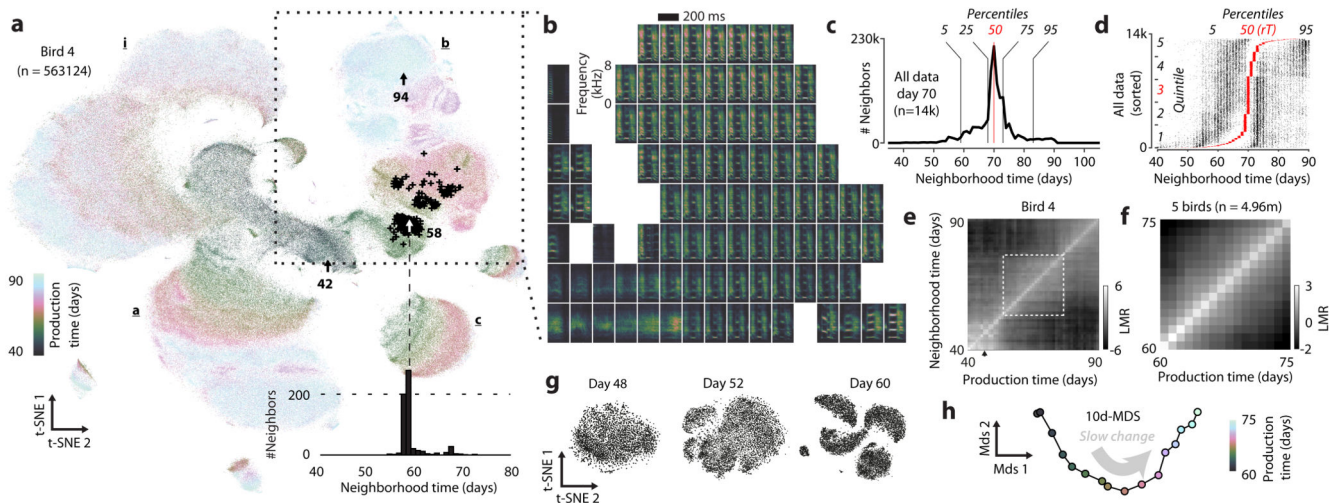 a
Bird 4
(n = 563124)
i
b
94
58
42
a
c
90
40
Production
time (days)
t-SNE 1
t-SNE 2
#Neighbors
200
0
40 50 60 70 80
Neighborhood time (days)
b
200 ms
Frequency
(kHz)
8
0
c
Percentiles
5 25 50 75 95
230k
0
# Neighbors
All data
day 70
(n=14k)
40 50 60 70 80 90 100
Neighborhood time (days)
d
Percentiles
5 50 (rT) 95
14k
1
All data
(sorted)
Quintile
5
4
3
2
1
40 50 60 70 80 90
Neighborhood time (days)
e
Bird 4
Neighborhood time (days)
90
40
40 90
Production time (days)
6
-6
LMR
f
5 birds (n = 4.96m)
75
60
60 75
Production time (days)
3
0
-2
LMR
g
Day 48
Day 52
Day 60
t-SNE 1
t-SNE 2
h
10d-MDS
Slow change
Mds 2
Mds 1
75
60
Production
time (days)